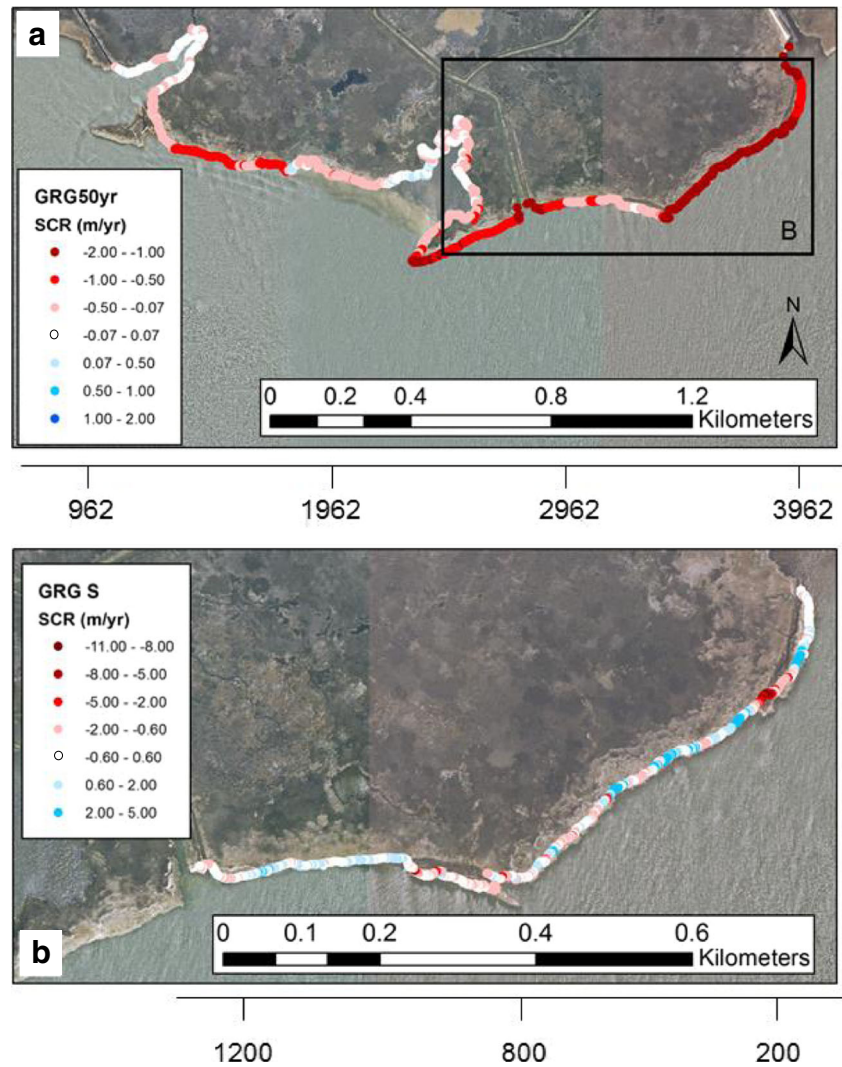 a
GRG50yr
SCR (m/yr)
-2.00 - -1.00
-1.00 - -0.50
-0.50 - -0.07
-0.07 - 0.07
0.07 - 0.50
0.50 - 1.00
1.00 - 2.00
B
N
0 0.2 0.4 0.8 1.2
Kilometers
962 1962 2962 3962
GRG S
SCR (m/yr)
-11.00 - -8.00
-8.00 - -5.00
-5.00 - -2.00
-2.00 - -0.60
-0.60 - 0.60
0.60 - 2.00
2.00 - 5.00
0 0.1 0.2 0.4 0.6
Kilometers
b
1200 800 200